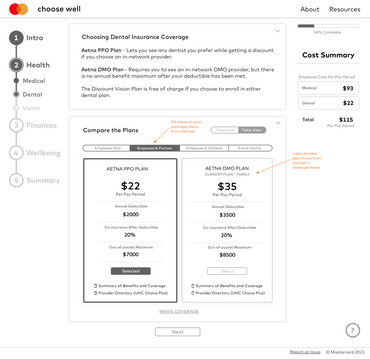 choose well
About
Resources
1 Intro
2 Health
Medical
Dental
Vision
3 Finances
4 Wellbeing
5 Summary
Choosing Dental Insurance Coverage
Aetna PPO Plan - Lets you see any dentist you prefer while getting a discount
if you choose an in-network provider.
Aetna DMO Plan - Requires you to see an in-network DMO provider, but there
is no annual benefit maximum after your deductible has been met.
The Discount Vision Plan is free of charge if you choose to enroll in either
dental plan.
Compare the Plans
Pill starts on your
coverage choice
from last year
Card View
Table View
Employee Only
Employee & Partner
Employee & Children
Entire Family
AETNA PPO PLAN
$22
Per Pay Period
Annual Deductible
$2000
Co-insurance After Deductible
20%
Out-of-pocket Maximum
$7000
Selected
Summary of Benefits and Coverage
Provider Directory (UHC Choice Plus)
AETNA DMO PLAN
CURRENT PLAN - FAMILY
$35
Per Pay Period
Annual Deductible
$3500
Co-insurance After Deductible
20%
Out-of-pocket Maximum
$8500
Select
Summary of Benefits and Coverage
Provider Directory (UHC Choice Plus)
Label denotes
plan chosen from
last year +
coverage choice
WAIVE COVERAGE
Next
Cost Summary
Employee Cost Per Pay Period
Medical $93
Dental $22
Total $115
Per Pay Period
?
Report an Issue
© Mastercard 2021